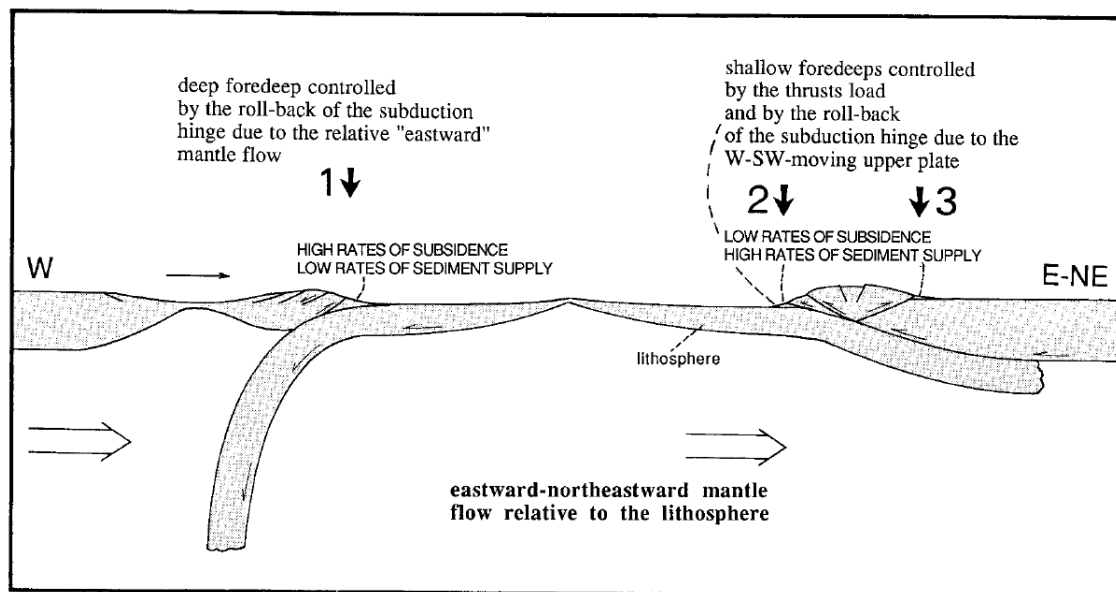 deep foredeep controlled
by the roll-back of the subduction
hinge due to the relative "eastward"
mantle flow
1
shallow foredeeps controlled
by the thrusts load
and by the roll-back
of the subduction hinge due to the
W-SW-moving upper plate
2 3
HIGH RATES OF SUBSIDENCE
LOW RATES OF SEDIMENT SUPPLY
LOW RATES OF SUBSIDENCE
HIGH RATES OF SEDIMENT SUPPLY
W
E-NE
lithosphere
eastward-northeastward mantle
flow relative to the lithosphere